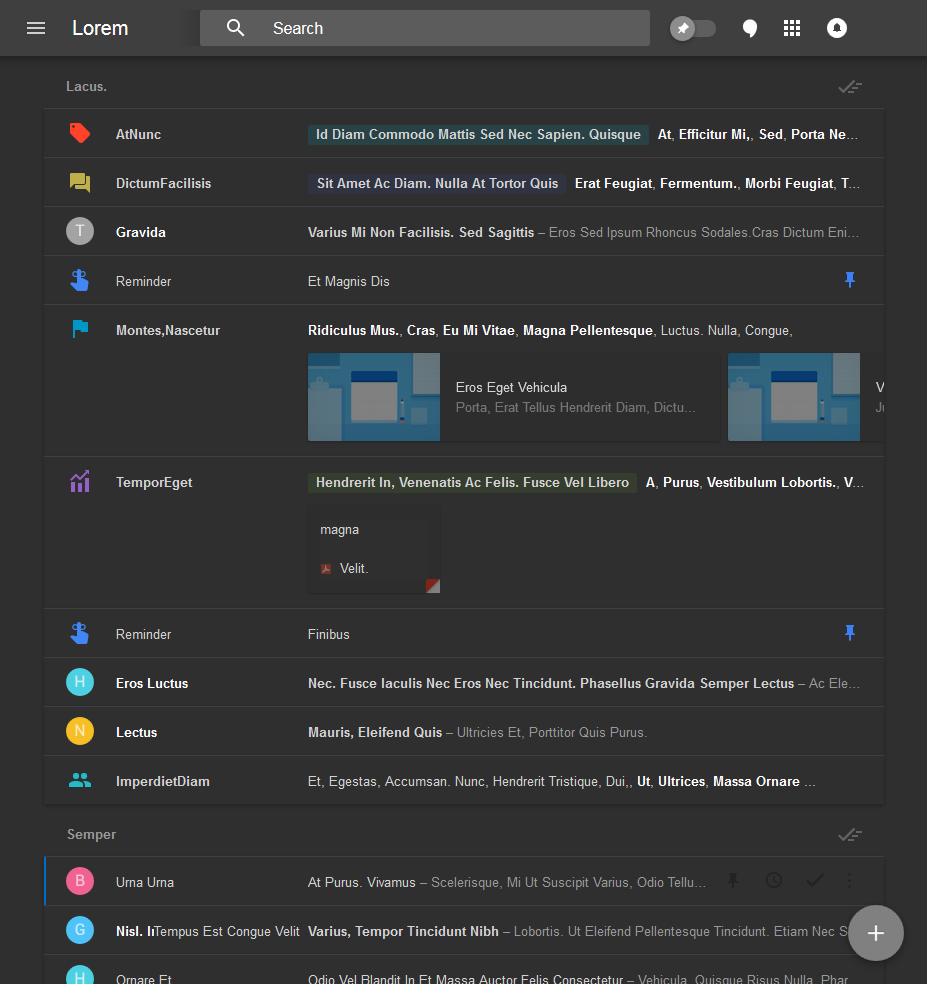 Lorem
Search
Lacus.
AtNunc Id Diam Commodo Mattis Sed Nec Sapien. Quisque At, Efficitur Mi,, Sed, Porta Ne…
DictumFacilisis Sit Amet Ac Diam. Nulla At Tortor Quis Erat Feugiat, Fermentum., Morbi Feugiat, T…
T Gravida Varius Mi Non Facilisis. Sed Sagittis – Eros Sed Ipsum Rhoncus Sodales.Cras Dictum Eni…
Reminder Et Magnis Dis
Montes,Nascetur Ridiculus Mus., Cras, Eu Mi Vitae, Magna Pellentesque, Luctus. Nulla, Congue,
Eros Eget Vehicula V
Porta, Erat Tellus Hendrerit Diam, Dictu… Ju
TemporEget Hendrerit In, Venenatis Ac Felis. Fusce Vel Libero A, Purus, Vestibulum Lobortis., V…
magna
Velit.
Reminder Finibus
H Eros Luctus Nec. Fusce Iaculis Nec Eros Nec Tincidunt. Phasellus Gravida Semper Lectus – Ac Ele…
N Lectus Mauris, Eleifend Quis – Ultricies Et, Porttitor Quis Purus.
ImperdietDiam Et, Egestas, Accumsan. Nunc, Hendrerit Tristique, Dui,, Ut, Ultrices, Massa Ornare …
Semper
B Urna Urna At Purus. Vivamus – Scelerisque, Mi Ut Suscipit Varius, Odio Tellu…
G Nisl. InTempus Est Congue Velit Varius, Tempor Tincidunt Nibh – Lobortis. Ut Eleifend Pellentesque Tincidunt. Etiam Nec S
H Ornare Et Odio Vel Blandit In Et Massa Auctor Felis Consectetur – Vehicula, Quisque Risus Nulla, Phar